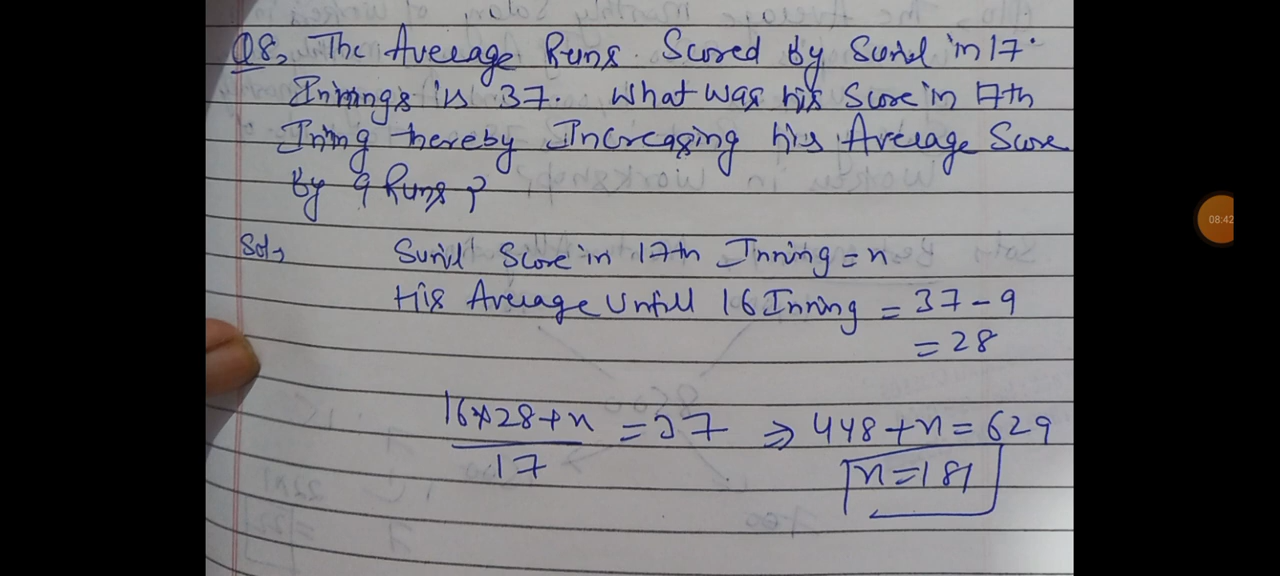 Q8, The Average Runs Scored by Sunil in 17
Innings is 37. What was his Score in 17th
Ining thereby Increasing his Average Score
By 9 Runs?
Sol, Sunil Score in 17th Inning = n
His Average Untill 16 Inning = 37-9
= 28
16×28+n / 17 = 37 ⇒ 448+n = 629
n=181
08:42